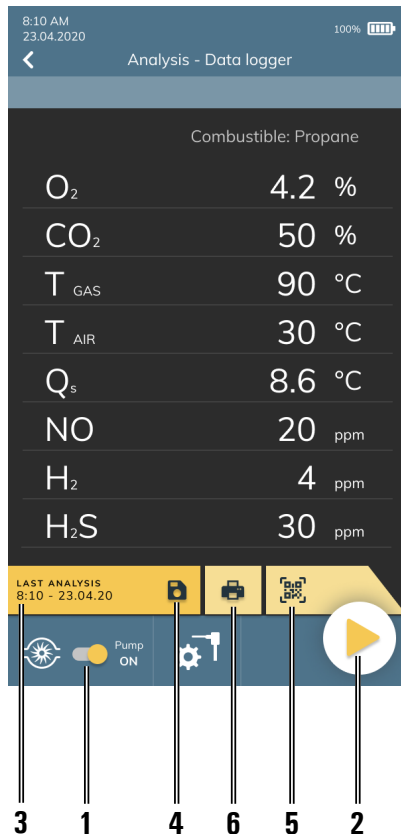 8:10 AM
23.04.2020
100%
Analysis - Data logger
Combustible: Propane
O₂ 4.2 %
CO₂ 50 %
T GAS 90 °C
T AIR 30 °C
Qₛ 8.6 °C
NO 20 ppm
H₂ 4 ppm
H₂S 30 ppm
LAST ANALYSIS
8:10 - 23.04.20
Pump
ON
3 1 4 6 5 2